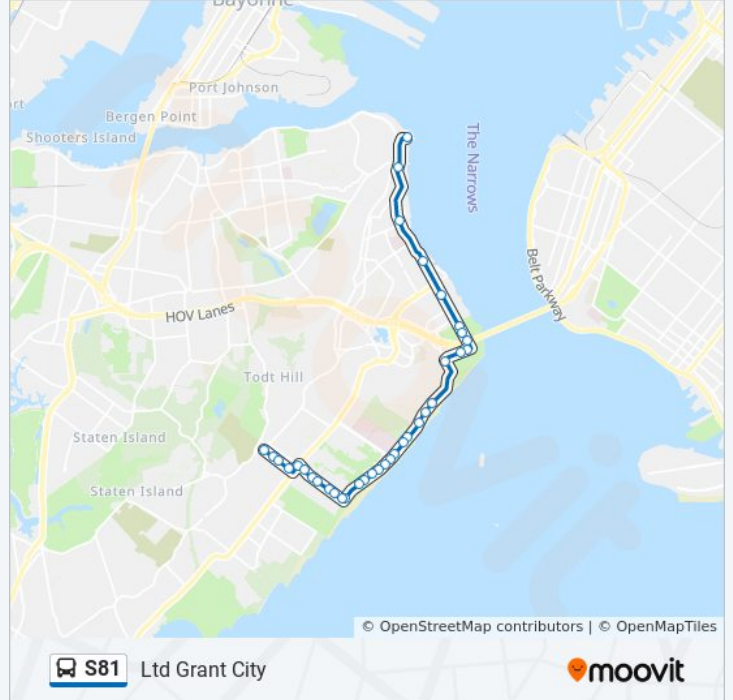 Bayonne
Port Johnson
ort
Bergen Point
Shooters Island
The Narrows
Belt Parkway
HOV Lanes
Todt Hill
Staten Island
Staten Island
© OpenStreetMap contributors | © OpenMapTiles
S81 Ltd Grant City
moovit